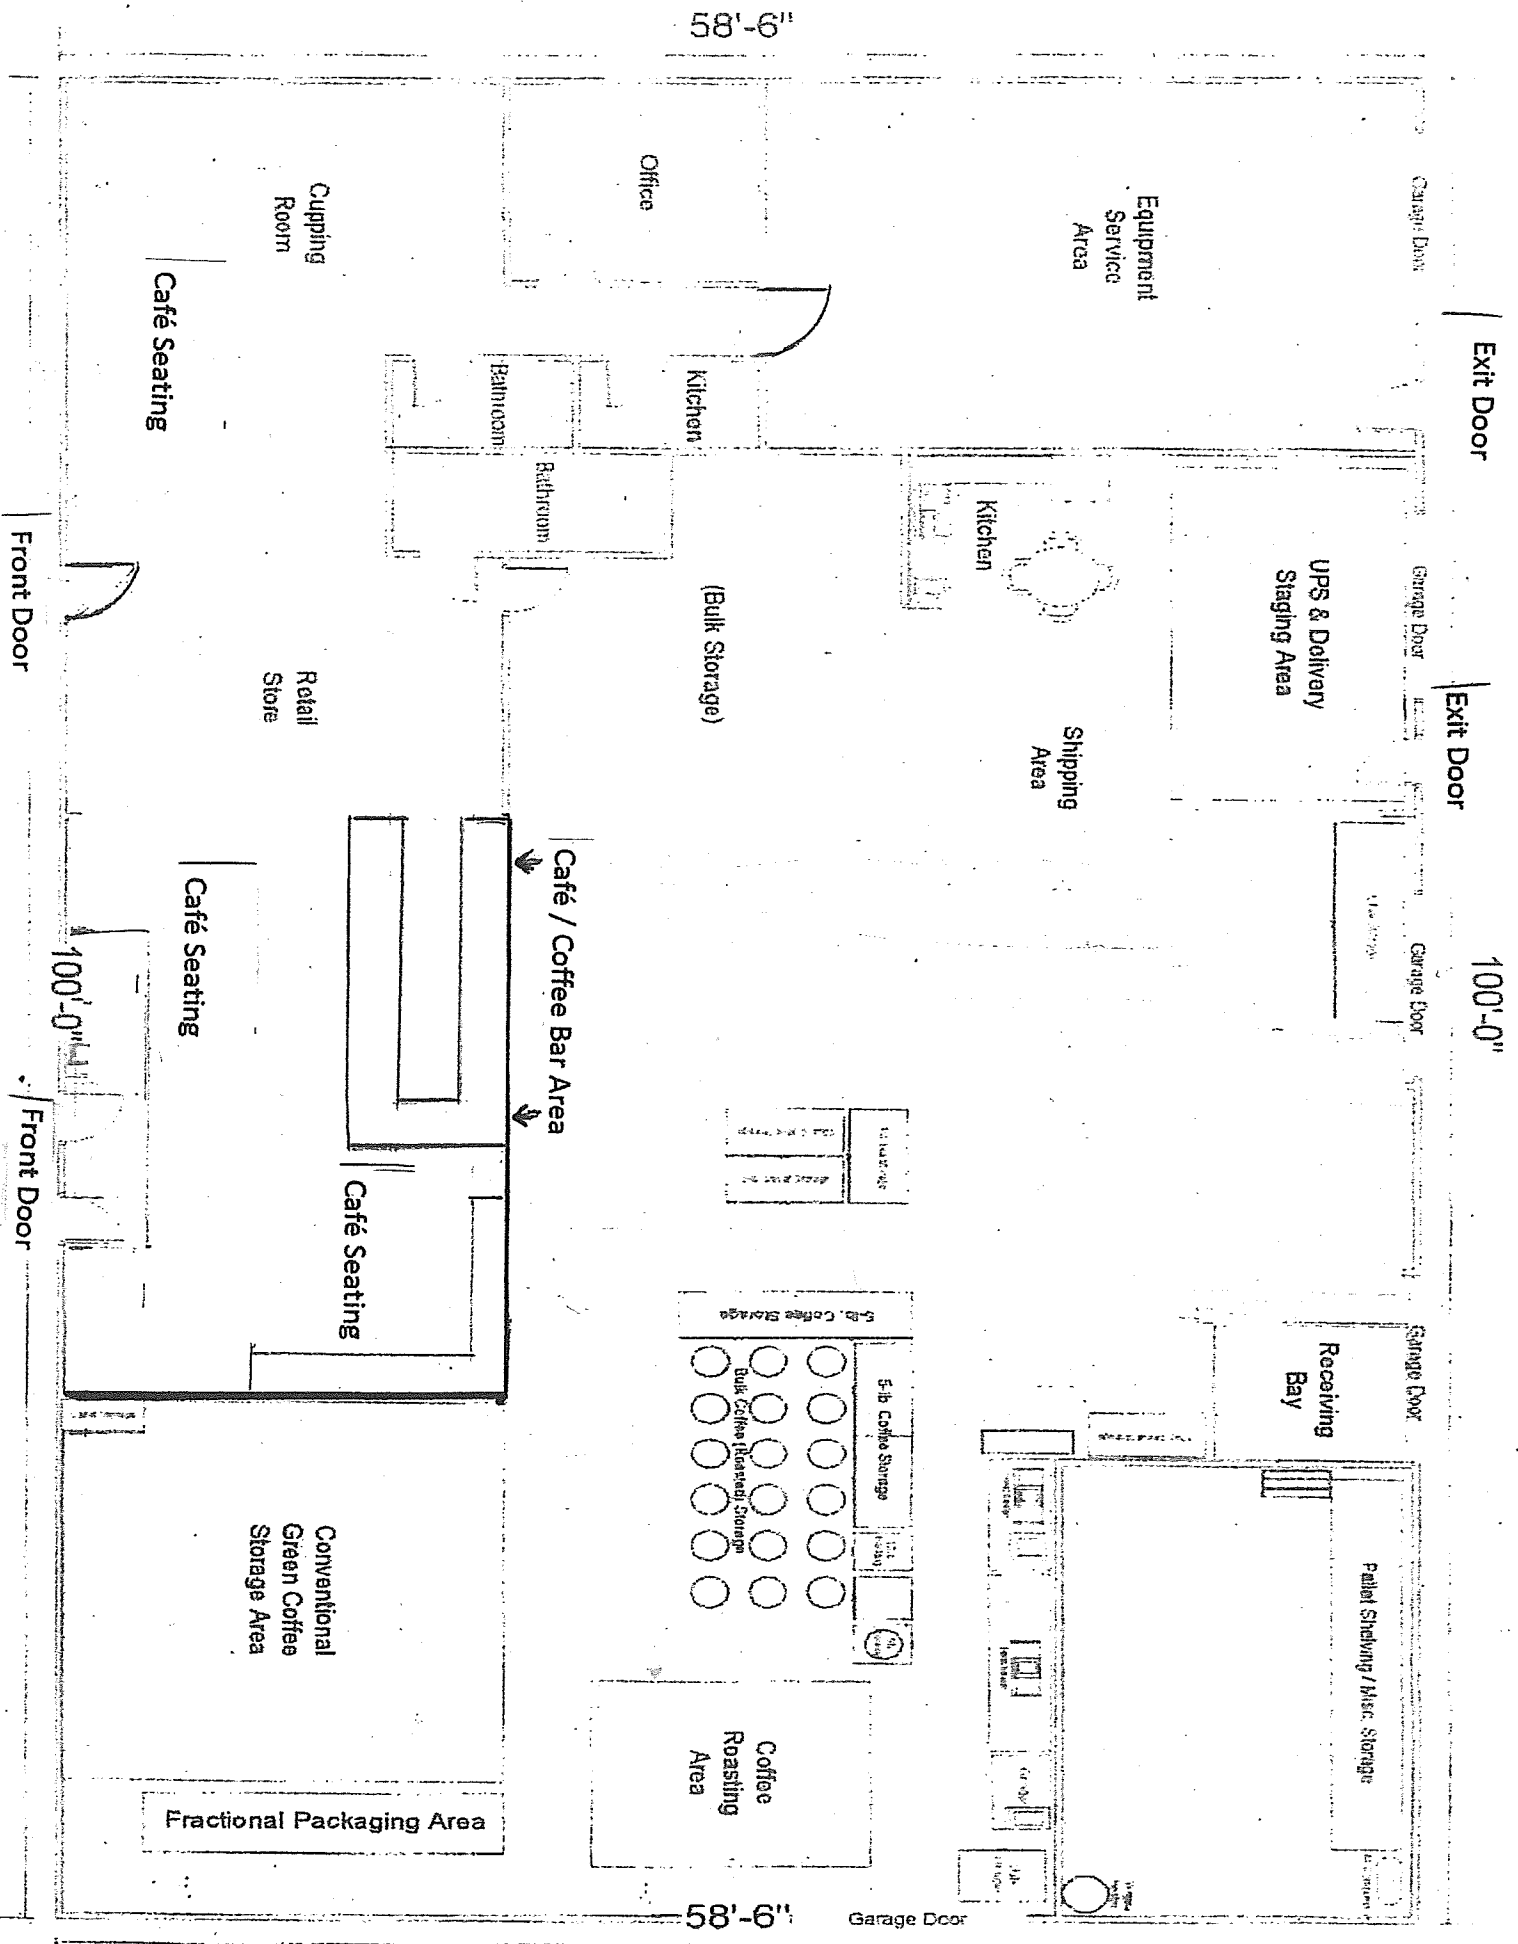 58'-6"
Garage Door
Equipment
Service
Area
Office
Cupping
Room
Café Seating
Exit Door
Kitchen
Bathroom
Bathroom
Kitchen
Garage Door
UPS & Delivery
Staging Area
Exit Door
(Bulk Storage)
Shipping
Area
Front Door
Retail
Store
Café / Coffee Bar Area
Café Seating
Garage Door
100'-0"
100'-0"
Front Door
Café Seating
5-lb. Coffee Storage
5-lb Coffee Storage
Bulk Coffee (Roasted) Storage
Garage Door
Receiving
Bay
Pallet Shelving / Misc. Storage
Conventional
Green Coffee
Storage Area
Coffee
Roasting
Area
Fractional Packaging Area
58'-6"
Garage Door